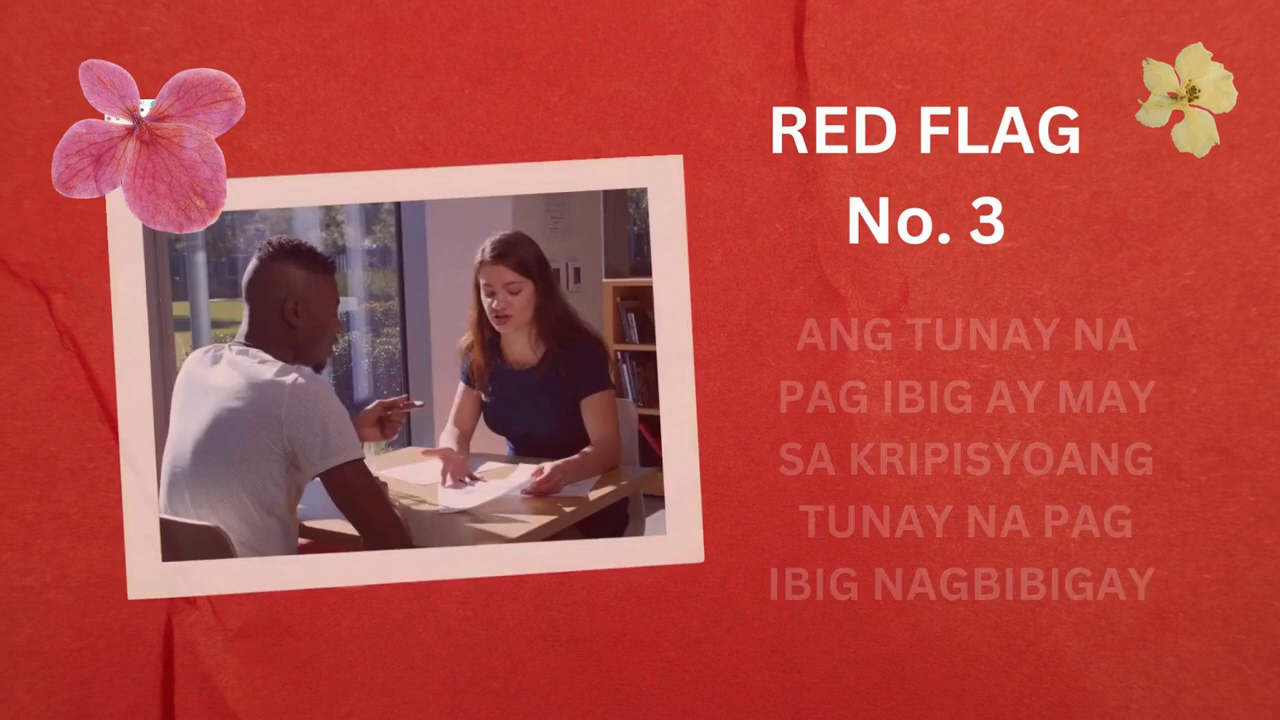 RED FLAG
No. 3
ANG TUNAY NA
PAG IBIG AY MAY
SA KRIPISYOANG
TUNAY NA PAG
IBIG NAGBIBIGAY